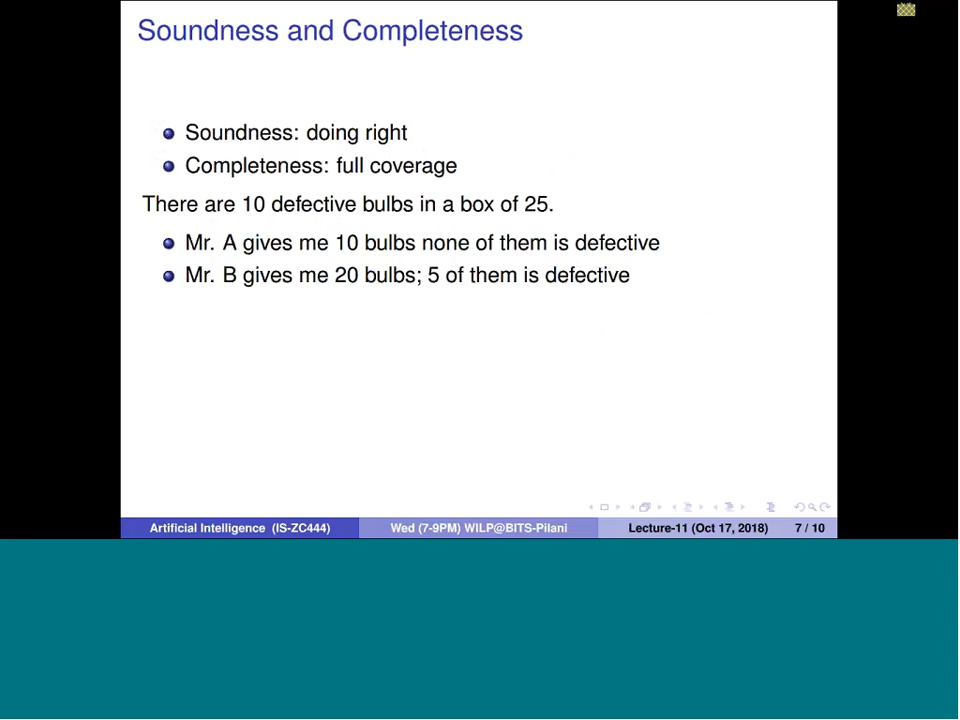 Soundness and Completeness
Soundness: doing right
Completeness: full coverage
There are 10 defective bulbs in a box of 25.
Mr. A gives me 10 bulbs none of them is defective
Mr. B gives me 20 bulbs; 5 of them is defective
Artificial Intelligence (IS-ZC444) Wed (7-9PM) WILP@BITS-Pilani Lecture-11 (Oct 17, 2018) 7 / 10